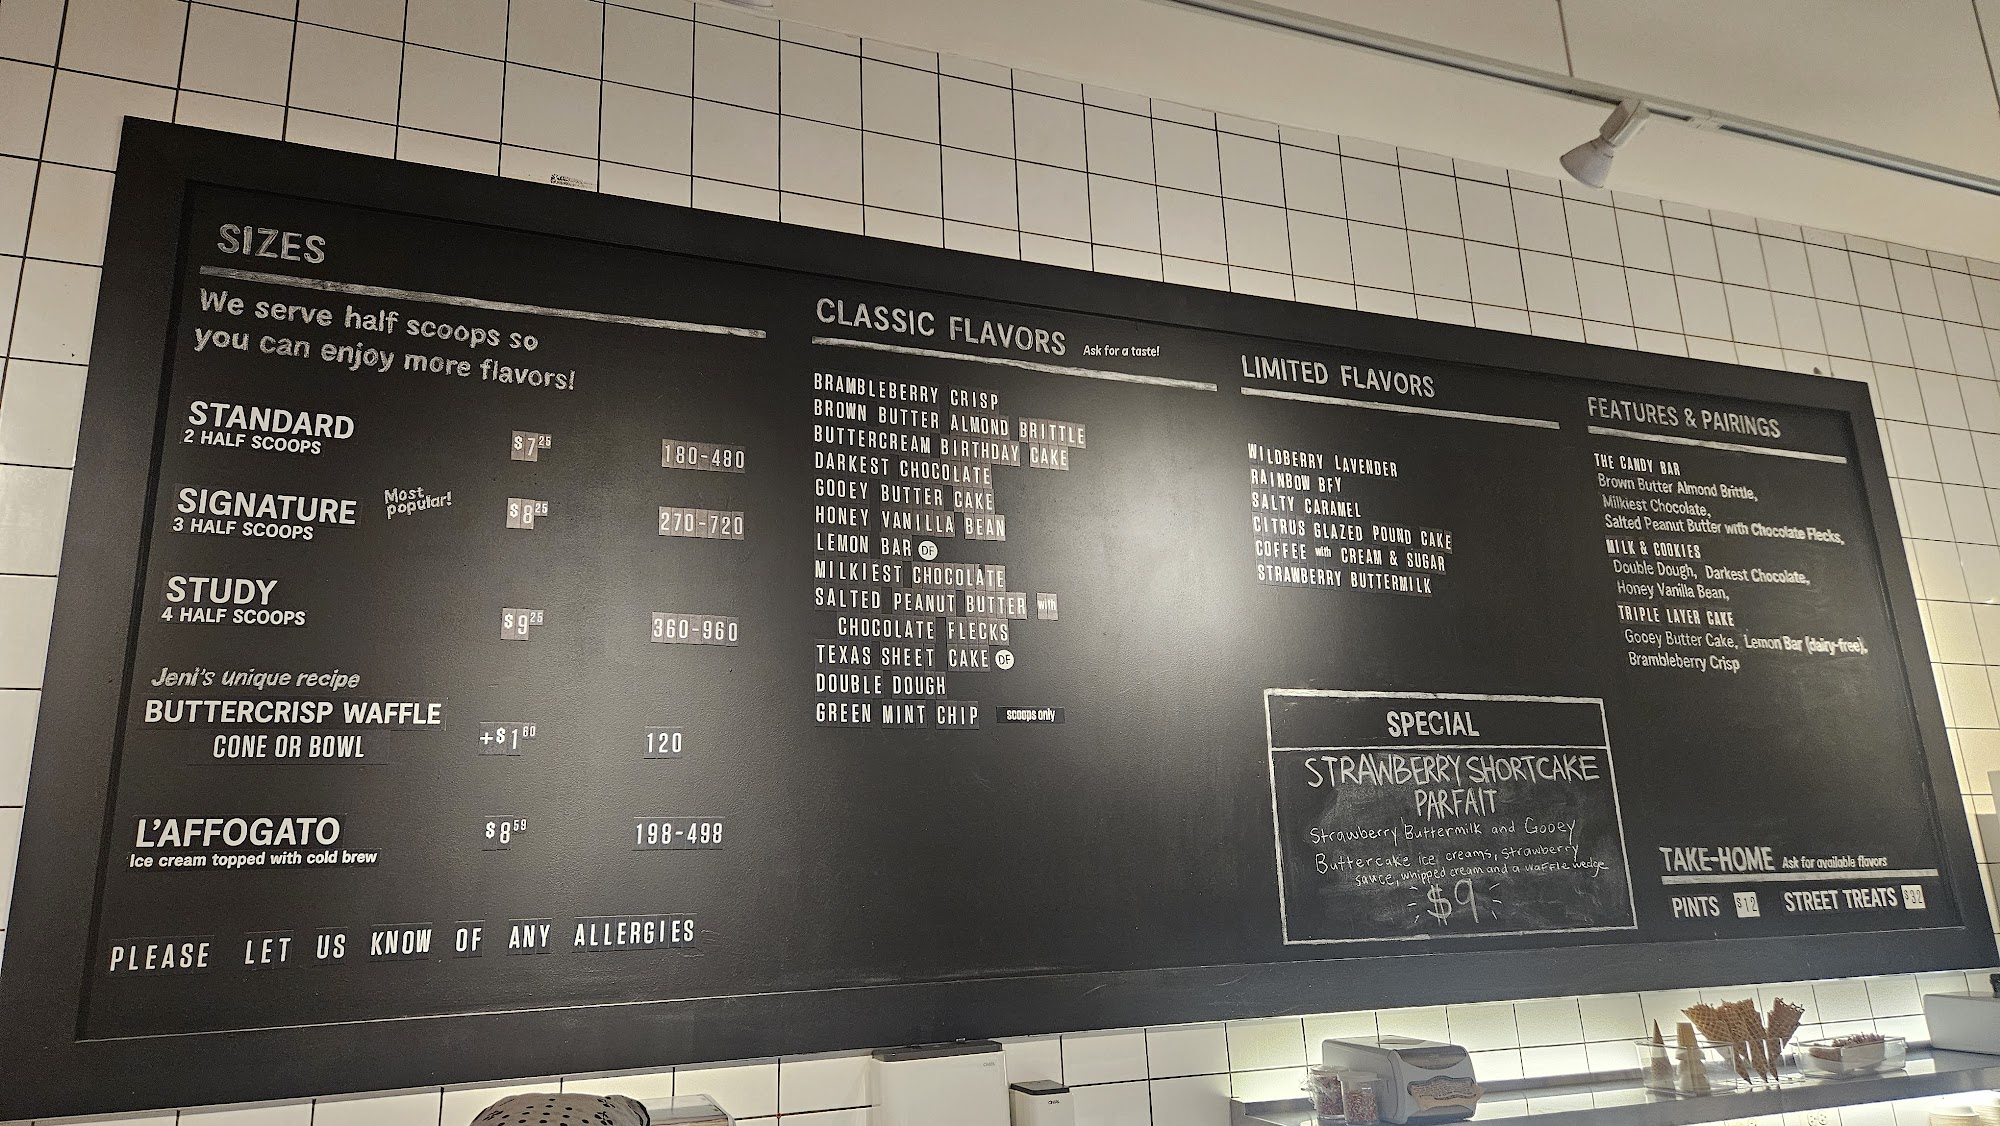 SIZES
We serve half scoops so
you can enjoy more flavors!
STANDARD
2 HALF SCOOPS
$7.25
180-480
SIGNATURE
3 HALF SCOOPS
Most
popular!
$8.25
270-720
STUDY
4 HALF SCOOPS
$9.25
360-960
Jeni's unique recipe
BUTTERCRISP WAFFLE
CONE OR BOWL
+$1.60
120
L'AFFOGATO
Ice cream topped with cold brew
$8.59
198-498
PLEASE LET US KNOW OF ANY ALLERGIES
CLASSIC FLAVORS Ask for a taste!
BRAMBLEBERRY CRISP
BROWN BUTTER ALMOND BRITTLE
BUTTERCREAM BIRTHDAY CAKE
DARKEST CHOCOLATE
GOOEY BUTTER CAKE
HONEY VANILLA BEAN
LEMON BAR DF
MILKIEST CHOCOLATE
SALTED PEANUT BUTTER with
CHOCOLATE FLECKS
TEXAS SHEET CAKE DF
DOUBLE DOUGH
GREEN MINT CHIP scoops only
LIMITED FLAVORS
WILDBERRY LAVENDER
RAINBOW BFY
SALTY CARAMEL
CITRUS GLAZED POUND CAKE
COFFEE with CREAM & SUGAR
STRAWBERRY BUTTERMILK
SPECIAL
STRAWBERRY SHORTCAKE
PARFAIT
Strawberry Buttermilk and Gooey
Buttercake ice creams, strawberry
sauce, whipped cream and a waffle wedge
$9
FEATURES & PAIRINGS
THE CANDY BAR
Brown Butter Almond Brittle,
Milkiest Chocolate,
Salted Peanut Butter with Chocolate Flecks,
MILK & COOKIES
Double Dough, Darkest Chocolate,
Honey Vanilla Bean,
TRIPLE LAYER CAKE
Gooey Butter Cake, Lemon Bar (dairy-free),
Brambleberry Crisp
TAKE-HOME Ask for available flavors
PINTS $12 STREET TREATS $32